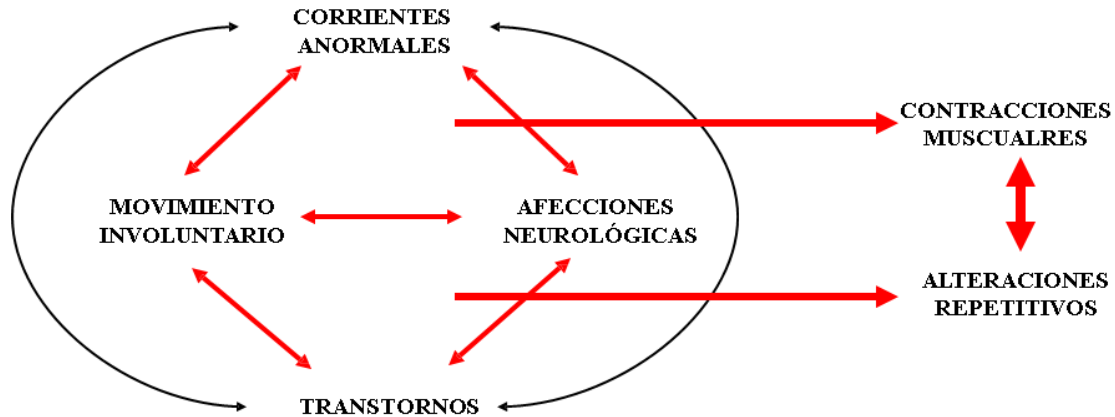 CORRIENTES
ANORMALES
CONTRACCIONES
MUSCUALRES
MOVIMIENTO
INVOLUNTARIO
AFECCIONES
NEUROLÓGICAS
ALTERACIONES
REPETITIVOS
TRANSTORNOS